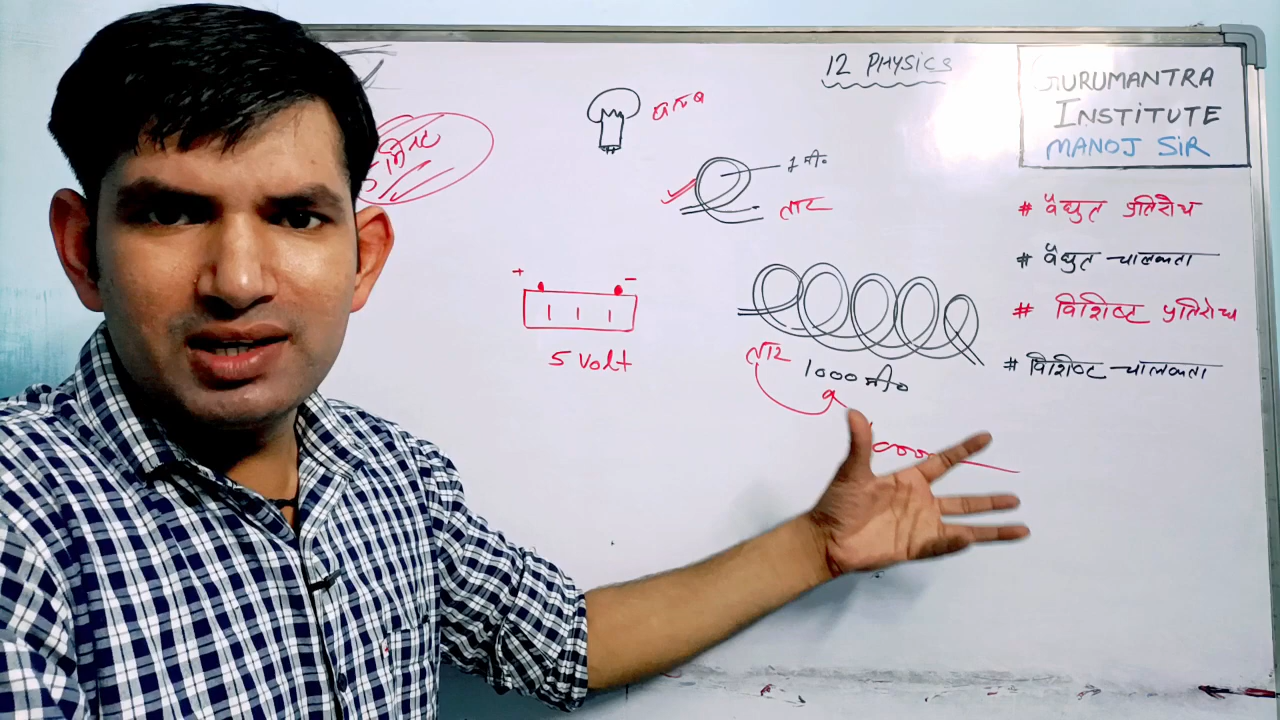 12 PHYSICS
GURUMANTRA
INSTITUTE
MANOJ SIR
बल्ब
1 मी०
तार
# वैद्युत प्रतिरोध
# वैद्युत चालकता
# विशिष्ट प्रतिरोध
# विशिष्ट चालकता
+ -
5 Volt
तार
1000 मी०